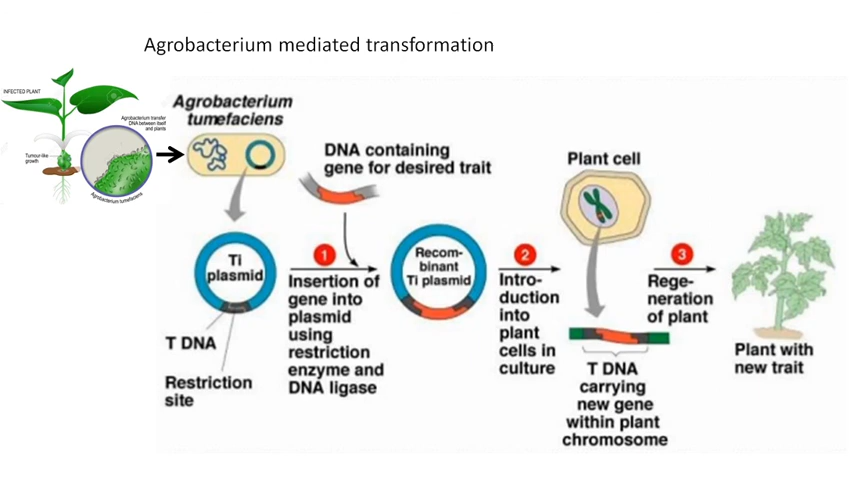 Agrobacterium mediated transformation
INFECTED PLANT
Agrobacterium transfer
DNA between itself
and plants
Tumour-like
growth
Agrobacterium tumefaciens
Agrobacterium
tumefaciens
DNA containing
gene for desired trait
Plant cell
Ti
plasmid
1
Insertion of
gene into
plasmid
using
restriction
enzyme and
DNA ligase
Recom-
binant
Ti plasmid
2
Intro-
duction
into
plant
cells in
culture
3
Rege-
neration
of plant
T DNA
Restriction
site
T DNA
carrying
new gene
within plant
chromosome
Plant with
new trait